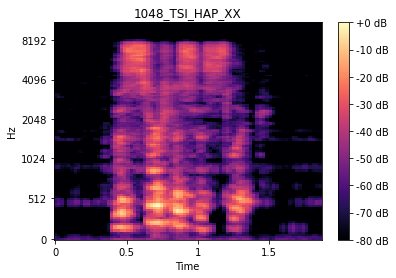 1048_TSI_HAP_XX
+0 dB
8192
-10 dB
4096
-20 dB
-30 dB
2048
Hz
-40 dB
1024
-50 dB
512
-60 dB
-70 dB
0
-80 dB
0 0.5 1 1.5
Time